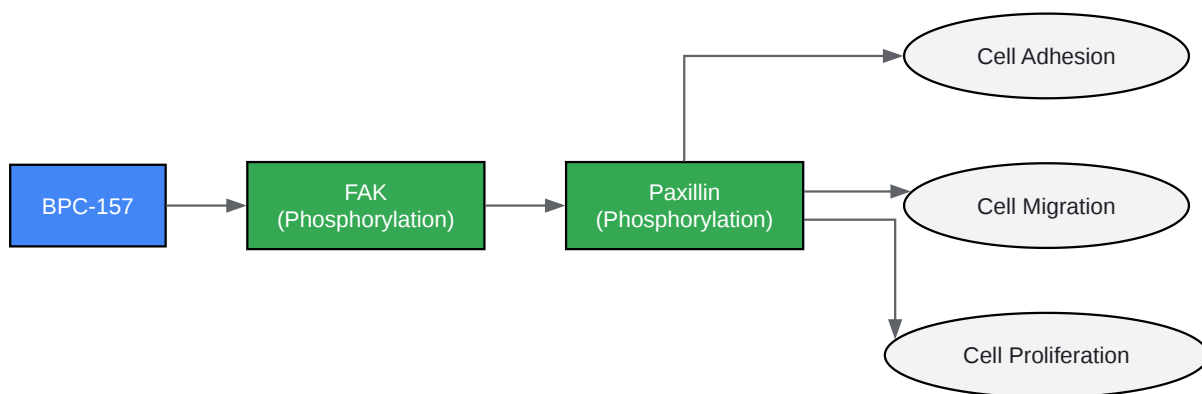 BPC-157
FAK
(Phosphorylation)
Paxillin
(Phosphorylation)
Cell Adhesion
Cell Migration
Cell Proliferation